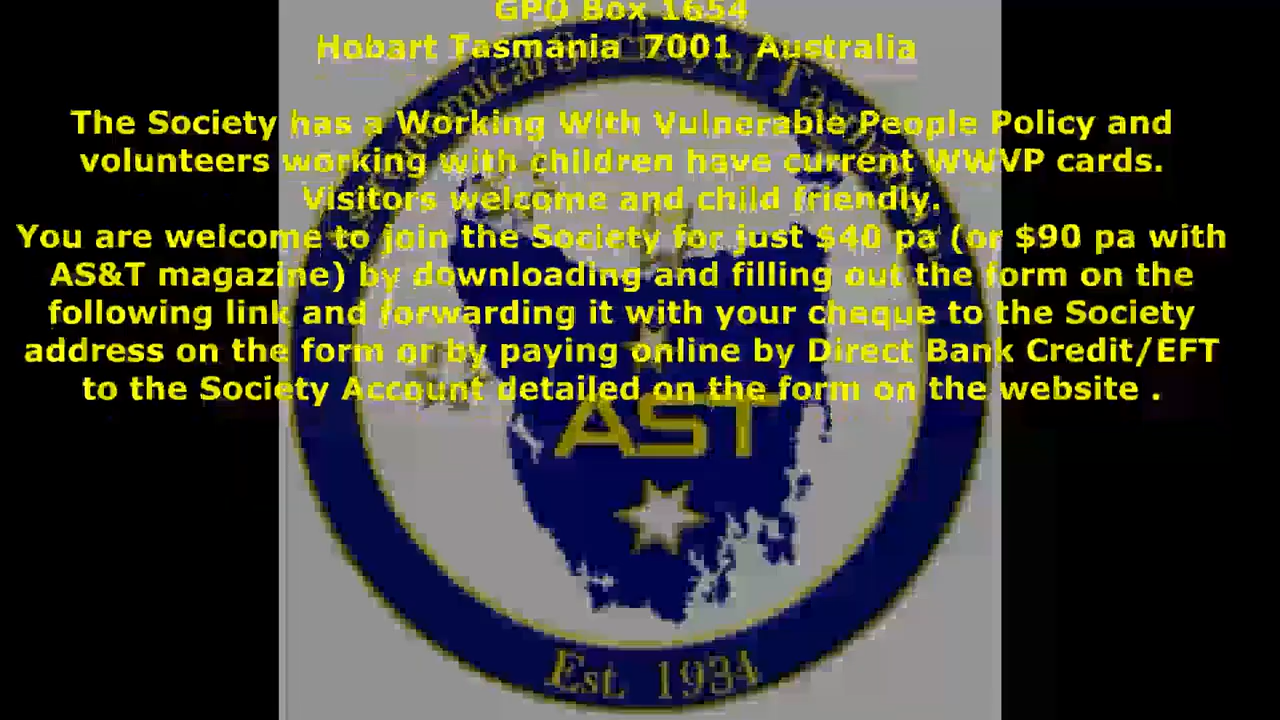 GPO Box 1654
Hobart Tasmania 7001 Australia
The Society has a Working With Vulnerable People Policy and
volunteers working with children have current WWVP cards.
Visitors welcome and child friendly.
You are welcome to join the Society for just $40 pa (or $90 pa with
AS&T magazine) by downloading and filling out the form on the
following link and forwarding it with your cheque to the Society
address on the form or by paying online by Direct Bank Credit/EFT
to the Society Account detailed on the form on the website .
AST
Est. 1934